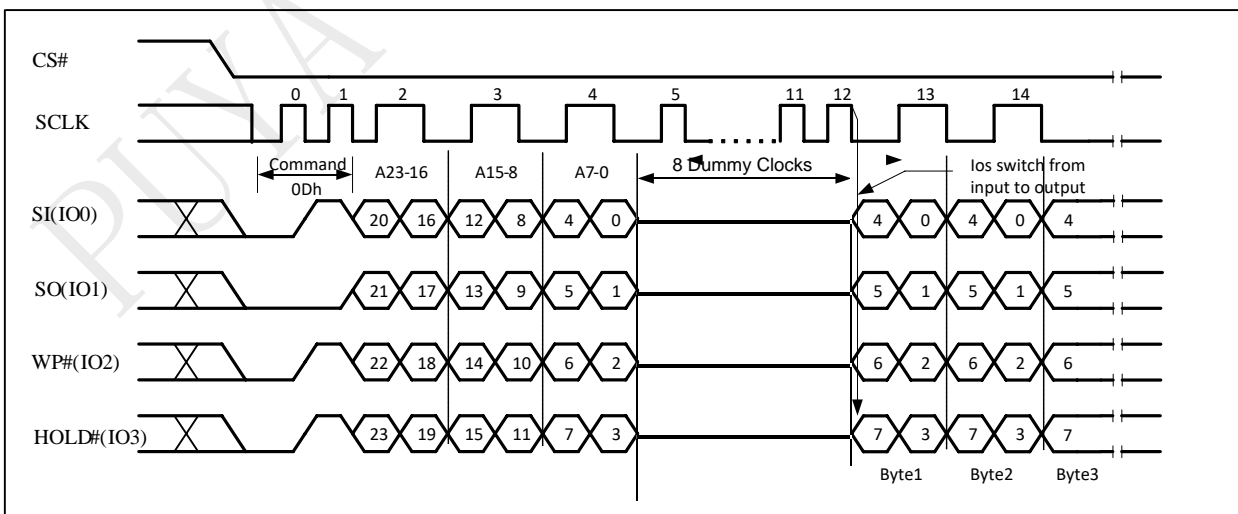 PUYA
CS#
0 1 2 3 4 5 11 12 13 14
SCLK
Command
0Dh
A23-16 A15-8 A7-0 8 Dummy Clocks
Ios switch from
input to output
SI(IO0) 20 16 12 8 4 0 4 0 4 0 4
SO(IO1) 21 17 13 9 5 1 5 1 5 1 5
WP#(IO2) 22 18 14 10 6 2 6 2 6 2 6
HOLD#(IO3) 23 19 15 11 7 3 7 3 7 3 7
Byte1 Byte2 Byte3